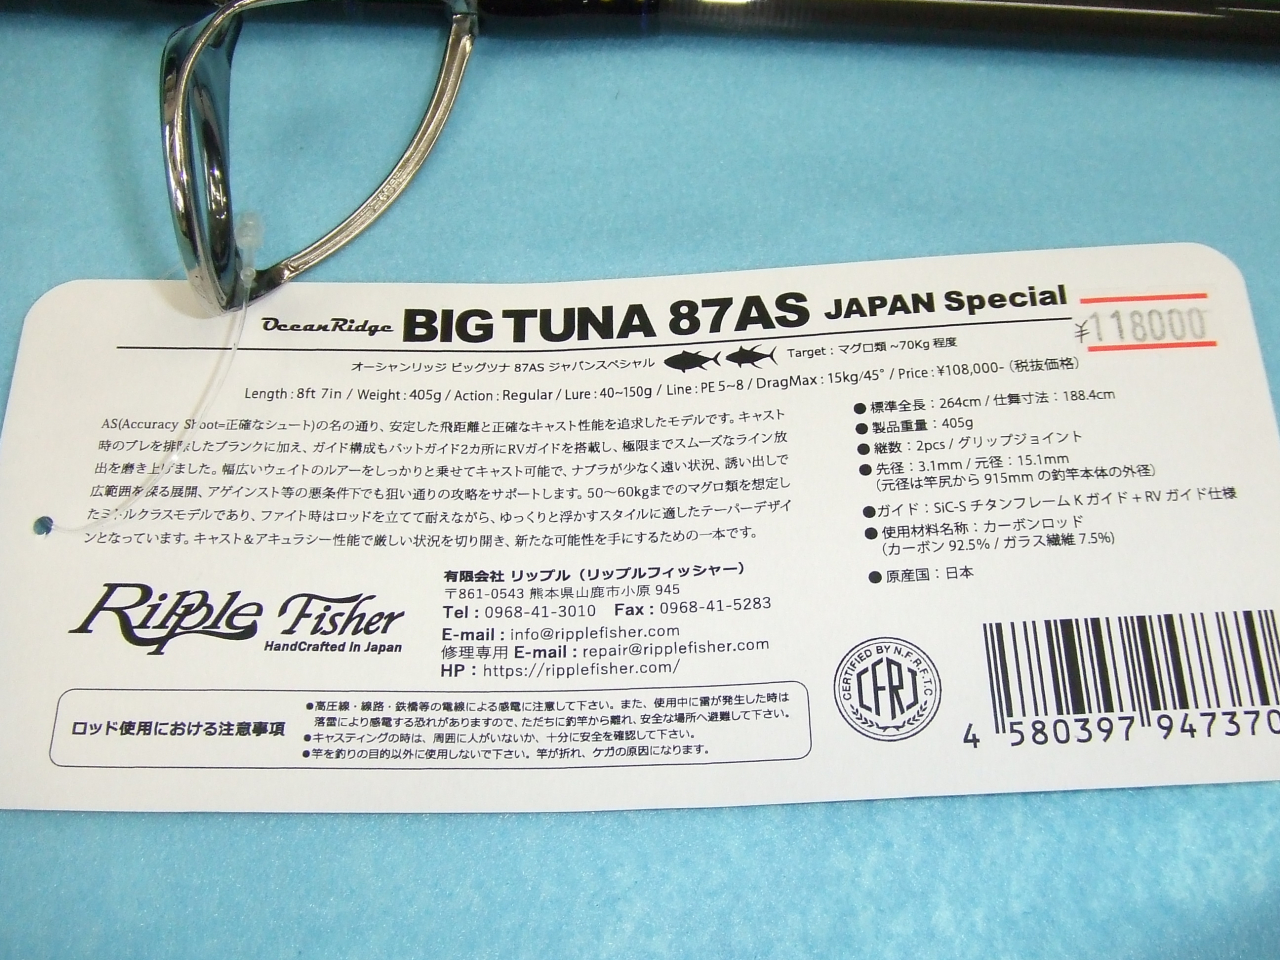 OceanRidge BIG TUNA 87AS JAPAN Special
¥118000
オーシャンリッジ ビッグツナ 87AS ジャパンスペシャル Target : マグロ類 ~70Kg 程度
Length : 8ft 7in / Weight : 405g / Action : Regular / Lure : 40~150g / Line : PE 5~8 / DragMax : 15kg/45° / Price : ¥108,000- (税抜価格)
AS(Accuracy Shoot=正確なシュート)の名の通り、安定した飛距離と正確なキャスト性能を追求したモデルです。キャスト
時のブレを排除したブランクに加え、ガイド構成もバットガイド2カ所にRVガイドを搭載し、極限までスムーズなライン放
出を磨き上げました。幅広いウェイトのルアーをしっかりと乗せてキャスト可能で、ナブラが少なく遠い状況、誘い出しで
広範囲を探る展開、アゲインスト等の悪条件下でも狙い通りの攻略をサポートします。50~60kgまでのマグロ類を想定し
たミドルクラスモデルであり、ファイト時はロッドを立てて耐えながら、ゆっくりと浮かすスタイルに適したテーパーデザイ
ンとなっています。キャスト&アキュラシー性能で厳しい状況を切り開き、新たな可能性を手にするための一本です。
●標準全長 : 264cm / 仕舞寸法 : 188.4cm
●製品重量 : 405g
●継数 : 2pcs / グリップジョイント
●先径 : 3.1mm / 元径 : 15.1mm
(元径は竿尻から 915mm の釣竿本体の外径)
●ガイド : SiC-S チタンフレーム K ガイド + RV ガイド仕様
●使用材料名称 : カーボンロッド
(カーボン 92.5% / ガラス繊維 7.5%)
●原産国 : 日本
Ripple Fisher
HandCrafted in Japan
有限会社 リップル (リップルフィッシャー)
〒861-0543 熊本県山鹿市小原 945
Tel : 0968-41-3010 Fax : 0968-41-5283
E-mail : info@ripplefisher.com
修理専用 E-mail : repair@ripplefisher.com
HP : https://ripplefisher.com/
ロッド使用における注意事項
●高圧線・線路・鉄橋等の電線による感電に注意して下さい。また、使用中に雷が発生した時は
落雷により感電する恐れがありますので、ただちに釣竿から離れ、安全な場所へ避難して下さい。
●キャスティングの時は、周囲に人がいないか、十分に安全を確認して下さい。
●竿を釣りの目的以外に使用しないで下さい。竿が折れ、ケガの原因になります。
CERTIFIED BY N.F.R.F.T.C
CFRJ
4 580397 947370